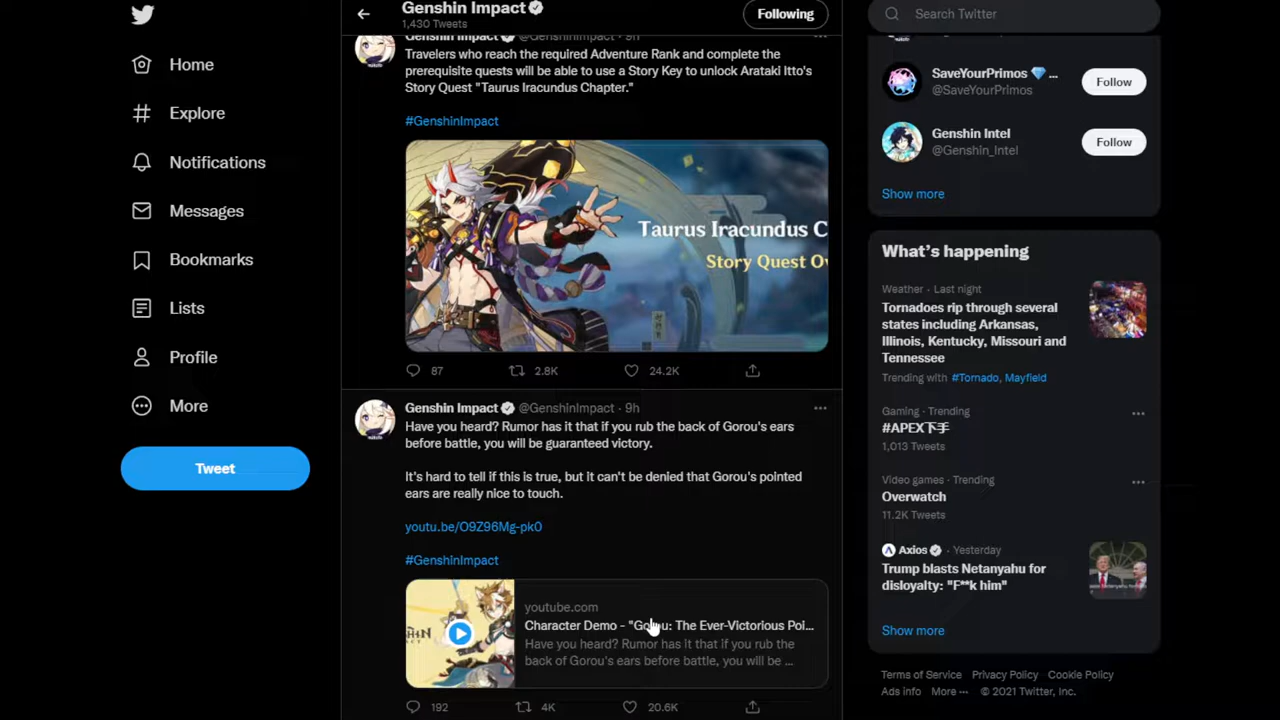 Genshin Impact
1,430 Tweets
Following
Search Twitter
Home
Explore
Notifications
Messages
Bookmarks
Lists
Profile
More
Tweet
Genshin Impact @GenshinImpact · 9h
Travelers who reach the required Adventure Rank and complete the
prerequisite quests will be able to use a Story Key to unlock Arataki Itto's
Story Quest "Taurus Iracundus Chapter."
#GenshinImpact
Taurus Iracundus C
Story Quest Ov
87 2.8K 24.2K
Genshin Impact @GenshinImpact · 9h
Have you heard? Rumor has it that if you rub the back of Gorou's ears
before battle, you will be guaranteed victory.
It's hard to tell if this is true, but it can't be denied that Gorou's pointed
ears are really nice to touch.
youtu.be/O9Z96Mg-pk0
#GenshinImpact
youtube.com
Character Demo - "Gorou: The Ever-Victorious Poi...
Have you heard? Rumor has it that if you rub the
back of Gorou's ears before battle, you will be ...
192 4K 20.6K
SaveYourPrimos 💎 ...
@SaveYourPrimos
Follow
Genshin Intel
@Genshin_Intel
Follow
Show more
What's happening
Weather · Last night
Tornadoes rip through several
states including Arkansas,
Illinois, Kentucky, Missouri and
Tennessee
Trending with #Tornado, Mayfield
Gaming · Trending
#APEX下手
1,013 Tweets
Video games · Trending
Overwatch
11.2K Tweets
Axios · Yesterday
Trump blasts Netanyahu for
disloyalty: "F**k him"
Show more
Terms of Service Privacy Policy Cookie Policy
Ads info More ··· © 2021 Twitter, Inc.